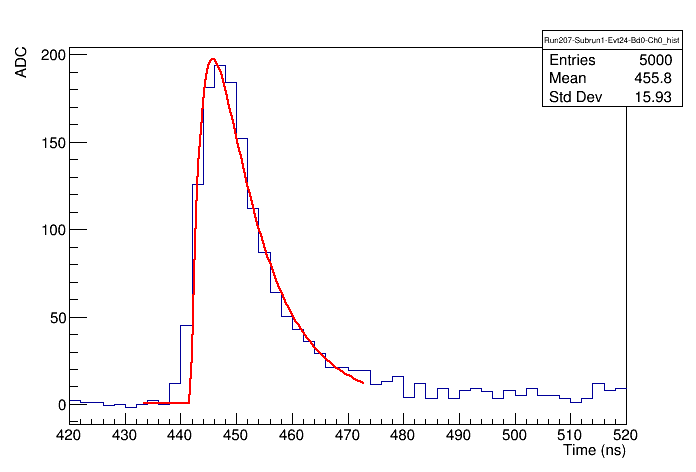 Run207-Subrun1-Evt24-Bd0-Ch0_hist
Entries 5000
Mean 455.8
Std Dev 15.93
ADC
200
150
100
50
0
420 430 440 450 460 470 480 490 500 510 520
Time (ns)